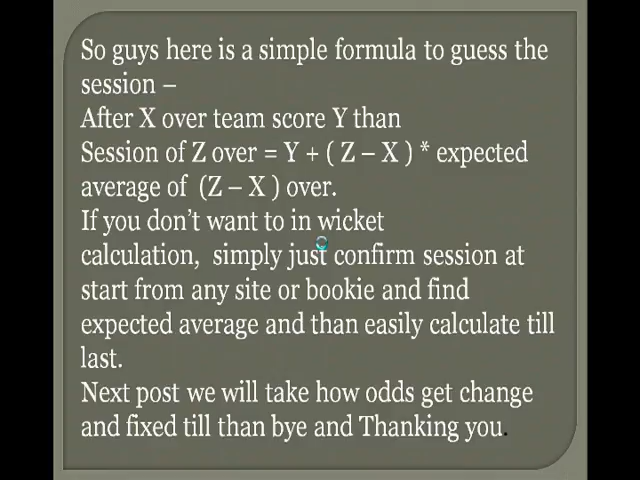 So guys here is a simple formula to guess the
session –
After X over team score Y than
Session of Z over = Y + ( Z – X ) * expected
average of  (Z – X ) over.
If you don't want to in wicket
calculation,  simply just confirm session at
start from any site or bookie and find
expected average and than easily calculate till
last.
Next post we will take how odds get change
and fixed till than bye and Thanking you.